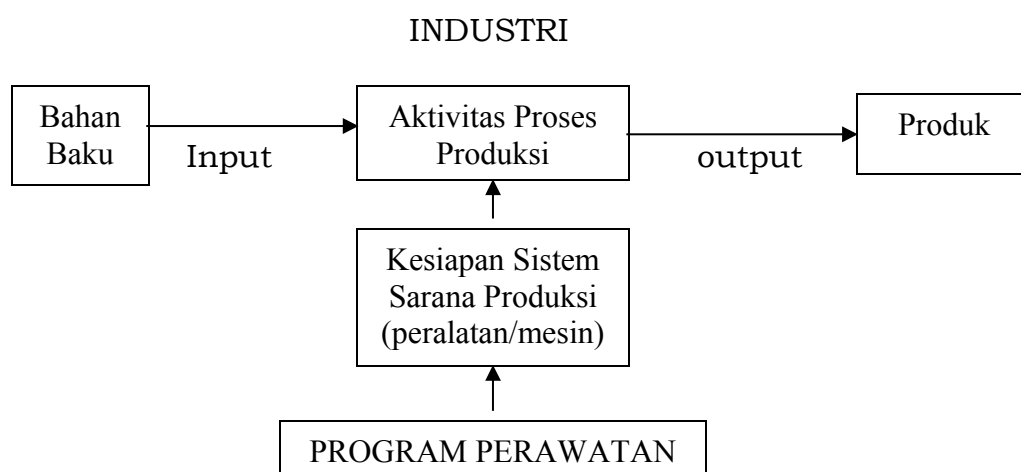 INDUSTRI
Bahan
Baku
Input
Aktivitas Proses
Produksi
output
Produk
Kesiapan Sistem
Sarana Produksi
(peralatan/mesin)
PROGRAM PERAWATAN